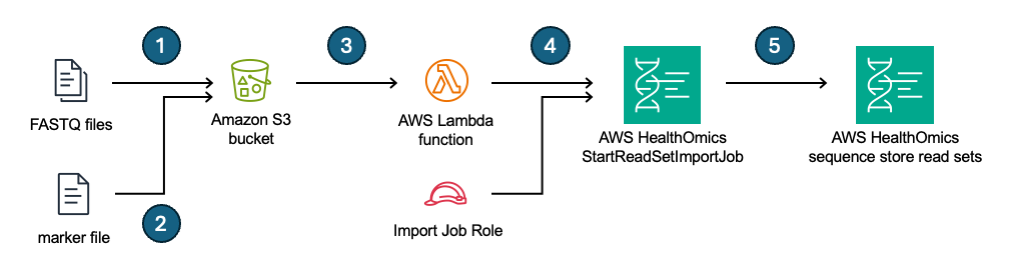 1
3
4
5
FASTQ files
Amazon S3
bucket
AWS Lambda
function
AWS HealthOmics
StartReadSetImportJob
AWS HealthOmics
sequence store read sets
marker file
2
Import Job Role